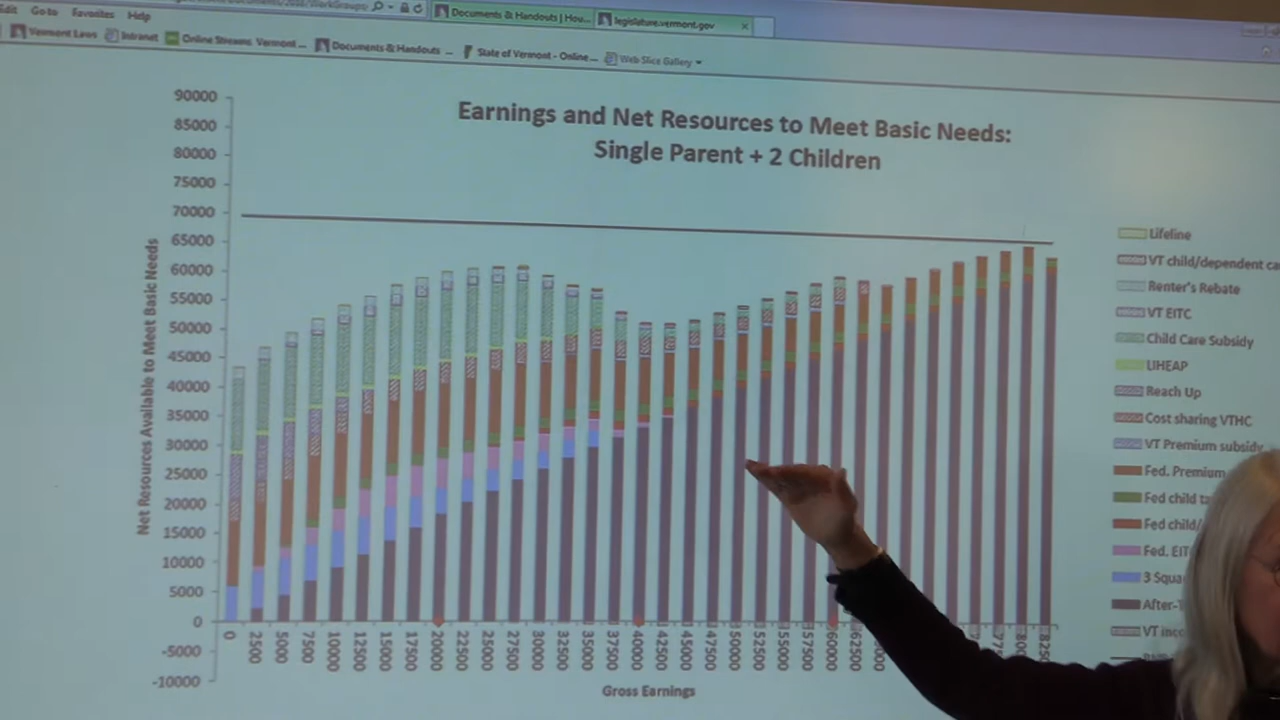 Edit Go to Favorites Help
Documents & Handouts | Hou...
legislature.vermont.gov
Vermont Laws
Intranet
Online Streams: Vermont ...
Documents & Handouts ...
State of Vermont - Online ...
Web Slice Gallery
Earnings and Net Resources to Meet Basic Needs:
Single Parent + 2 Children
Net Resources Available to Meet Basic Needs
90000
85000
80000
75000
70000
65000
60000
55000
50000
45000
40000
35000
30000
25000
20000
15000
10000
5000
0
-5000
-10000
0
2500
5000
7500
10000
12500
15000
17500
20000
22500
25000
27500
30000
32500
35000
37500
40000
42500
45000
47500
50000
52500
55000
57500
60000
62500
Gross Earnings
Lifeline
VT child/dependent ca
Renter's Rebate
VT EITC
Child Care Subsidy
LIHEAP
Reach Up
Cost sharing VTHC
VT Premium subsidy
Fed. Premium
Fed child ta
Fed child/
Fed. EIT
3 Squa
After-T
VT inco